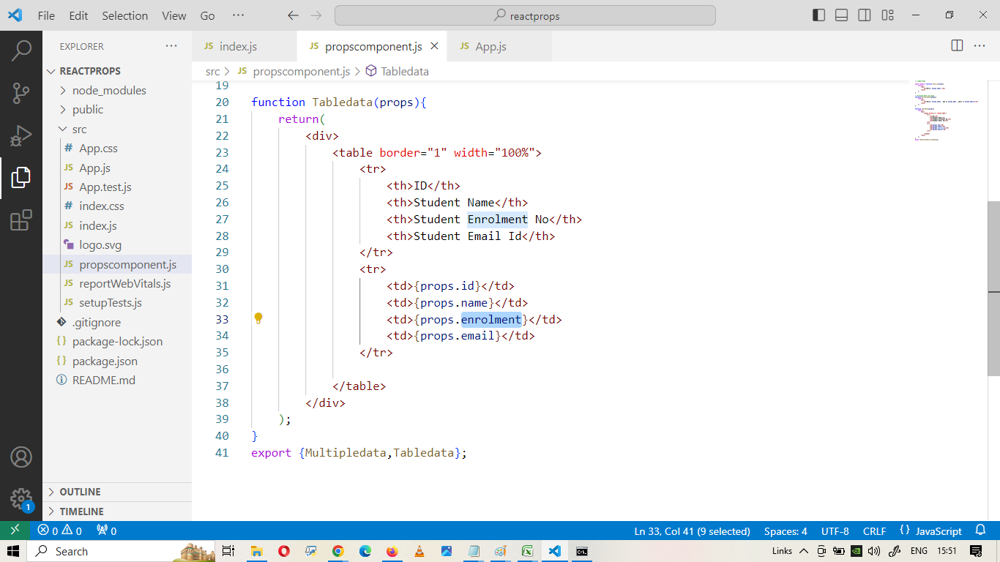 File Edit Selection View Go ··· reactprops
EXPLORER ···
REACTPROPS
node_modules
public
src
# App.css
JS App.js
JS App.test.js
# index.css
JS index.js
logo.svg
JS propscomponent.js
JS reportWebVitals.js
JS setupTests.js
.gitignore
{} package-lock.json
{} package.json
README.md
OUTLINE
TIMELINE
1
JS index.js JS propscomponent.js JS App.js
src > JS propscomponent.js > Tabledata
19
20 function Tabledata(props){
21 return(
22 <div>
23 <table border="1" width="100%">
24 <tr>
25 <th>ID</th>
26 <th>Student Name</th>
27 <th>Student Enrolment No</th>
28 <th>Student Email Id</th>
29 </tr>
30 <tr>
31 <td>{props.id}</td>
32 <td>{props.name}</td>
33 <td>{props.enrolment}</td>
34 <td>{props.email}</td>
35 </tr>
36
37 </table>
38 </div>
39 );
40 }
41 export {Multipledata,Tabledata};
0 0 0 Ln 33, Col 41 (9 selected) Spaces: 4 UTF-8 CRLF {} JavaScript
Search Links ENG 15:51